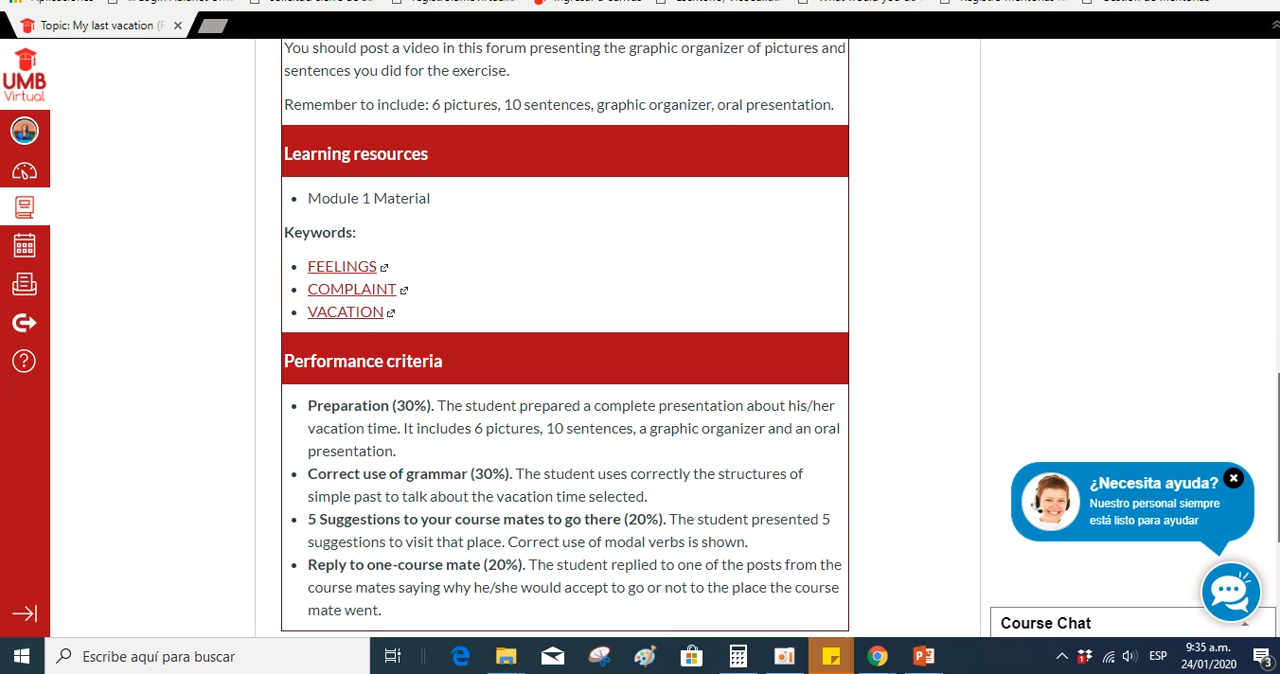 Topic: My last vacation (F
You should post a video in this forum presenting the graphic organizer of pictures and
sentences you did for the exercise.
Remember to include: 6 pictures, 10 sentences, graphic organizer, oral presentation.
Learning resources
• Module 1 Material
Keywords:
• FEELINGS
• COMPLAINT
• VACATION
Performance criteria
• Preparation (30%). The student prepared a complete presentation about his/her
vacation time. It includes 6 pictures, 10 sentences, a graphic organizer and an oral
presentation.
• Correct use of grammar (30%). The student uses correctly the structures of
simple past to talk about the vacation time selected.
• 5 Suggestions to your course mates to go there (20%). The student presented 5
suggestions to visit that place. Correct use of modal verbs is shown.
• Reply to one-course mate (20%). The student replied to one of the posts from the
course mates saying why he/she would accept to go or not to the place the course
mate went.
UMB
Virtual
¿Necesita ayuda?
Nuestro personal siempre
está listo para ayudar
Course Chat
Escribe aquí para buscar
ESP
9:35 a.m.
24/01/2020
3